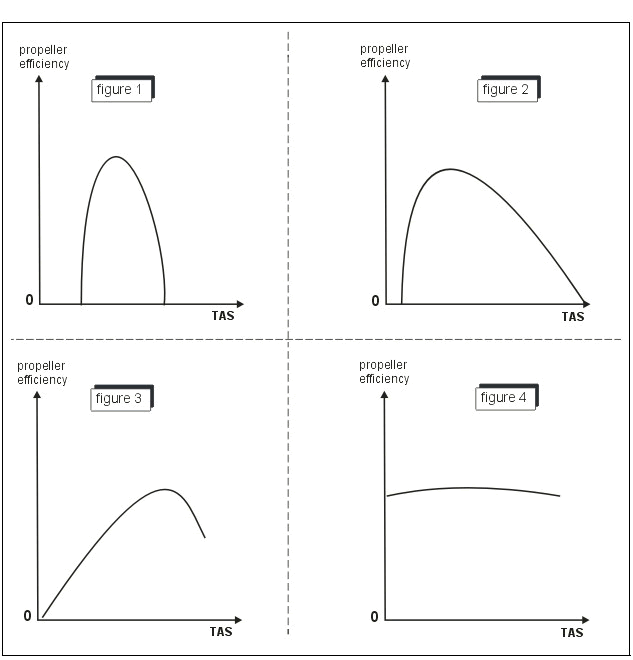 propeller
efficiency
figure 1
0
TAS
propeller
efficiency
figure 2
0
TAS
propeller
efficiency
figure 3
0
TAS
propeller
efficiency
figure 4
0
TAS